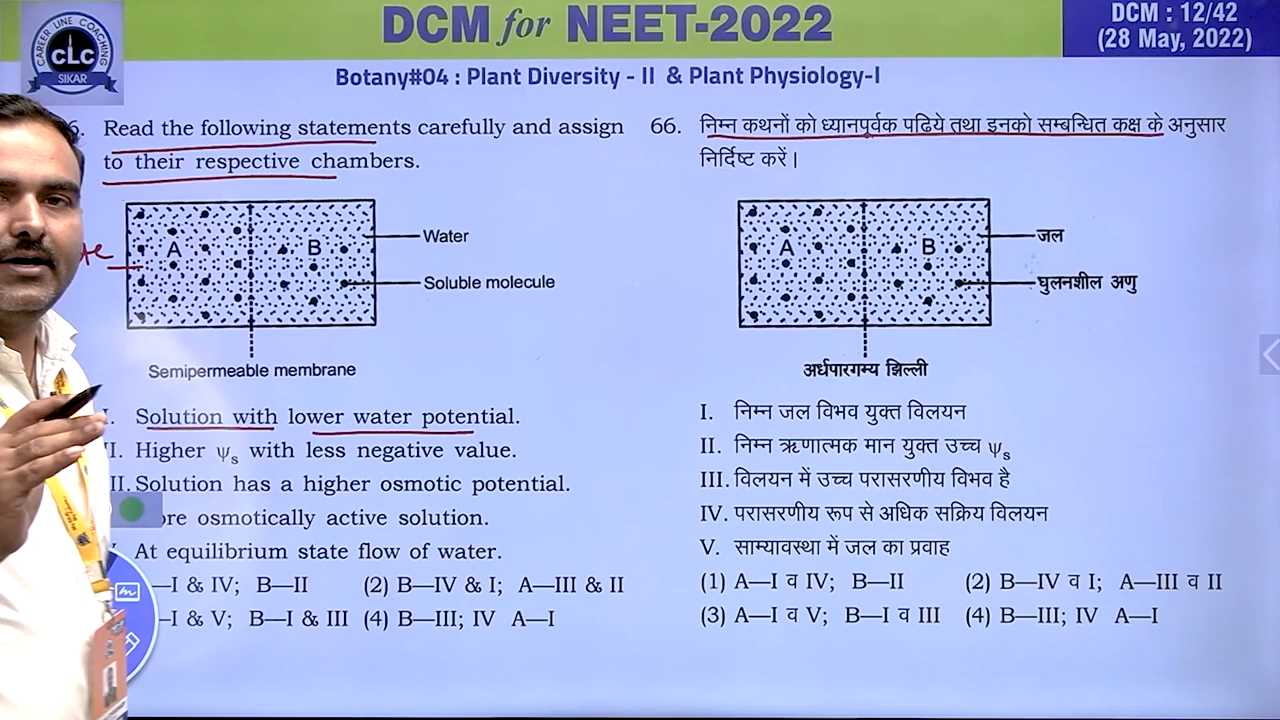 CAREER LINE COACHING
CLC
SIKAR
DCM for NEET-2022
DCM : 12/42
(28 May, 2022)
Botany#04 : Plant Diversity - II & Plant Physiology-I
6. Read the following statements carefully and assign
to their respective chambers.
A
B
Water
Soluble molecule
Semipermeable membrane
I. Solution with lower water potential.
II. Higher ψs with less negative value.
II. Solution has a higher osmotic potential.
ore osmotically active solution.
At equilibrium state flow of water.
—I & IV; B—II (2) B—IV & I; A—III & II
—I & V; B—I & III (4) B—III; IV A—I
66. निम्न कथनों को ध्यानपूर्वक पढिये तथा इनको सम्बन्धित कक्ष के अनुसार
निर्दिष्ट करें।
A
B
जल
घुलनशील अणु
अर्धपारगम्य झिल्ली
I. निम्न जल विभव युक्त विलयन
II. निम्न ऋणात्मक मान युक्त उच्च ψs
III. विलयन में उच्च परासरणीय विभव है
IV. परासरणीय रूप से अधिक सक्रिय विलयन
V. साम्यावस्था में जल का प्रवाह
(1) A—I व IV; B—II (2) B—IV व I; A—III व II
(3) A—I व V; B—I व III (4) B—III; IV A—I